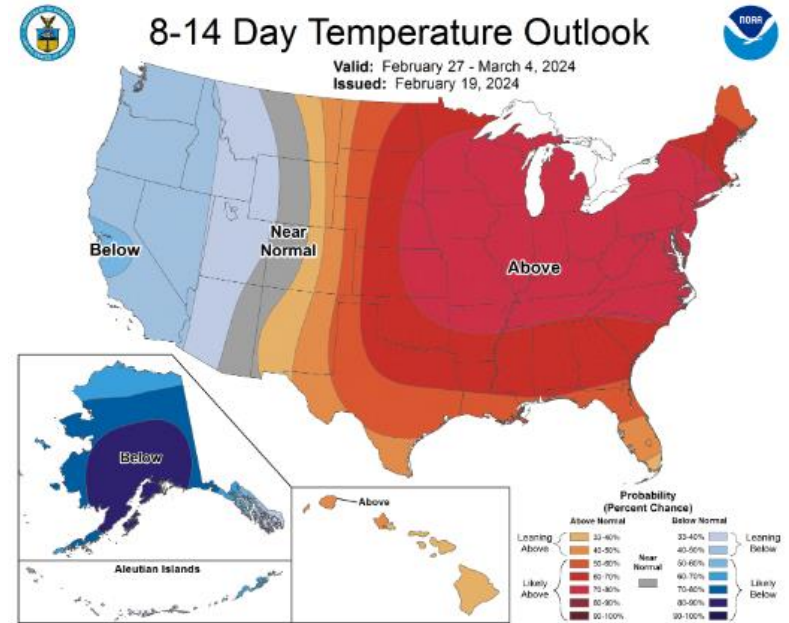 8-14 Day Temperature Outlook
Valid: February 27 - March 4, 2024
Issued: February 19, 2024
NOAA
Near
Normal
Below
Above
Below
Above
Aleutian Islands
Probability
(Percent Chance)
Above Normal
Below Normal
Leaning
Above
33-40%
40-50%
Likely
Above
50-60%
60-70%
70-80%
80-90%
90-100%
Near
Normal
33-40%
40-50%
Leaning
Below
50-60%
60-70%
70-80%
80-90%
90-100%
Likely
Below